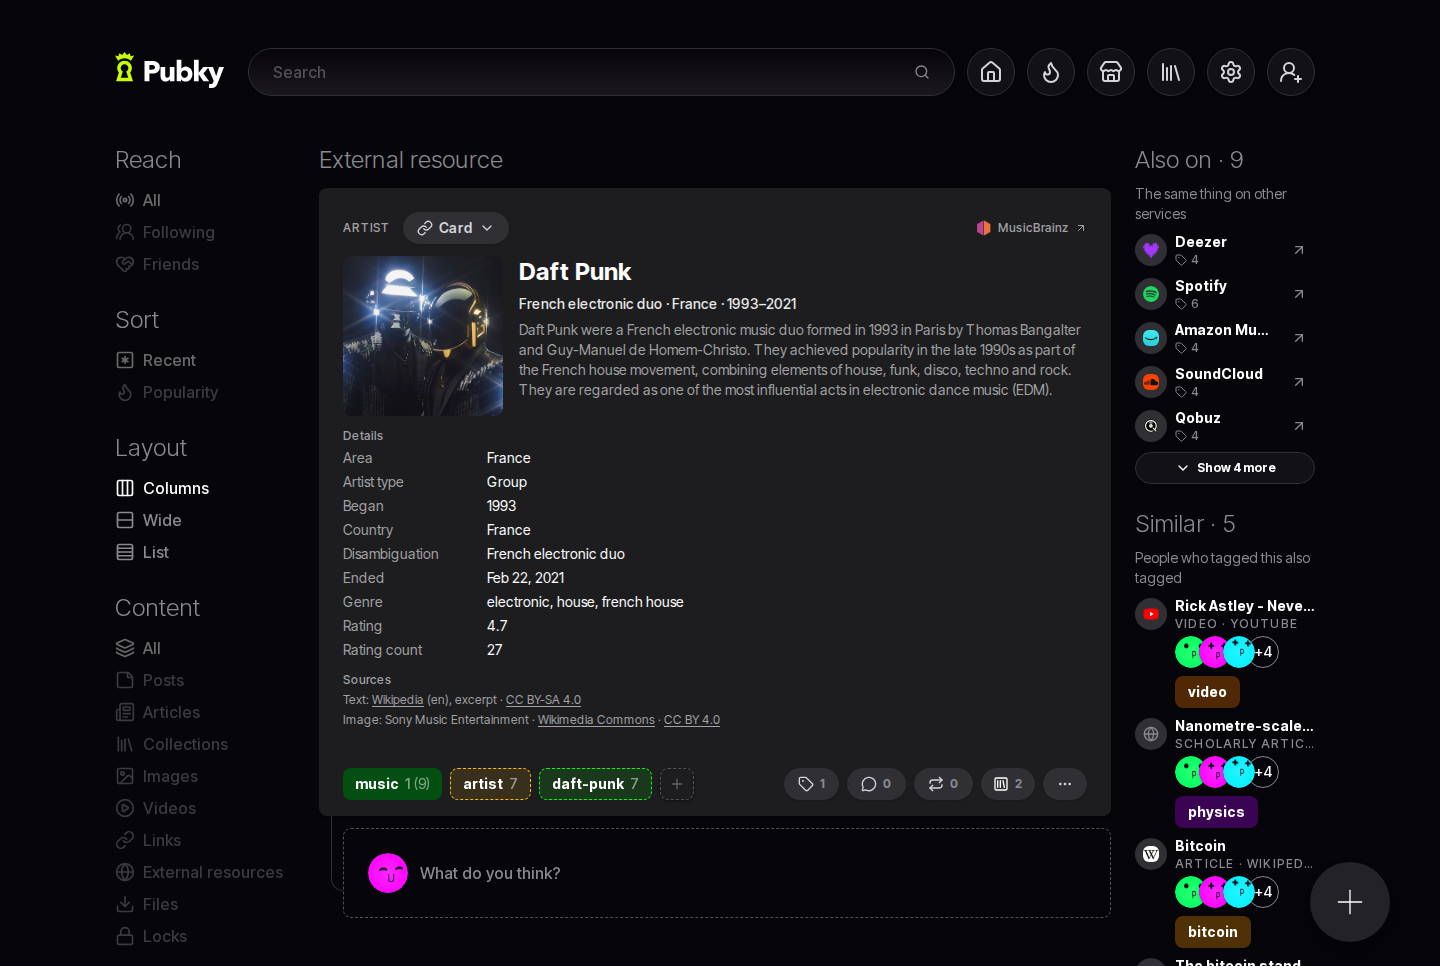 Pubky
Search
Reach
All
Following
Friends
Sort
Recent
Popularity
Layout
Columns
Wide
List
Content
All
Posts
Articles
Collections
Images
Videos
Links
External resources
Files
Locks
External resource
ARTIST
Card
MusicBrainz
Daft Punk
French electronic duo · France · 1993–2021
Daft Punk were a French electronic music duo formed in 1993 in Paris by Thomas Bangalter
and Guy-Manuel de Homem-Christo. They achieved popularity in the late 1990s as part of
the French house movement, combining elements of house, funk, disco, techno and rock.
They are regarded as one of the most influential acts in electronic dance music (EDM).
Details
Area France
Artist type Group
Began 1993
Country France
Disambiguation French electronic duo
Ended Feb 22, 2021
Genre electronic, house, french house
Rating 4.7
Rating count 27
Sources
Text: Wikipedia (en), excerpt · CC BY-SA 4.0
Image: Sony Music Entertainment · Wikimedia Commons · CC BY 4.0
music 1 (9) artist 7 daft-punk 7
1 0 0 2
What do you think?
Also on · 9
The same thing on other
services
Deezer
4
Spotify
6
Amazon Mu...
4
SoundCloud
4
Qobuz
4
Show 4 more
Similar · 5
People who tagged this also
tagged
Rick Astley - Neve...
VIDEO · YOUTUBE
+4
video
Nanometre-scale...
SCHOLARLY ARTIC...
+4
physics
Bitcoin
ARTICLE · WIKIPED...
+4
bitcoin
The bitcoin stand...